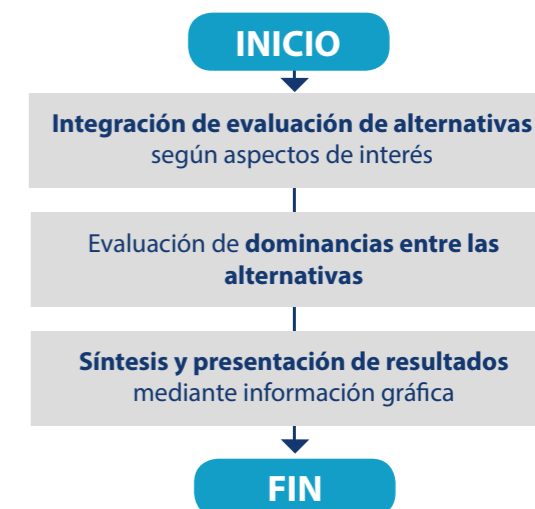 INICIO
Integración de evaluación de alternativas
según aspectos de interés
Evaluación de dominancias entre las
alternativas
Síntesis y presentación de resultados
mediante información gráfica
FIN